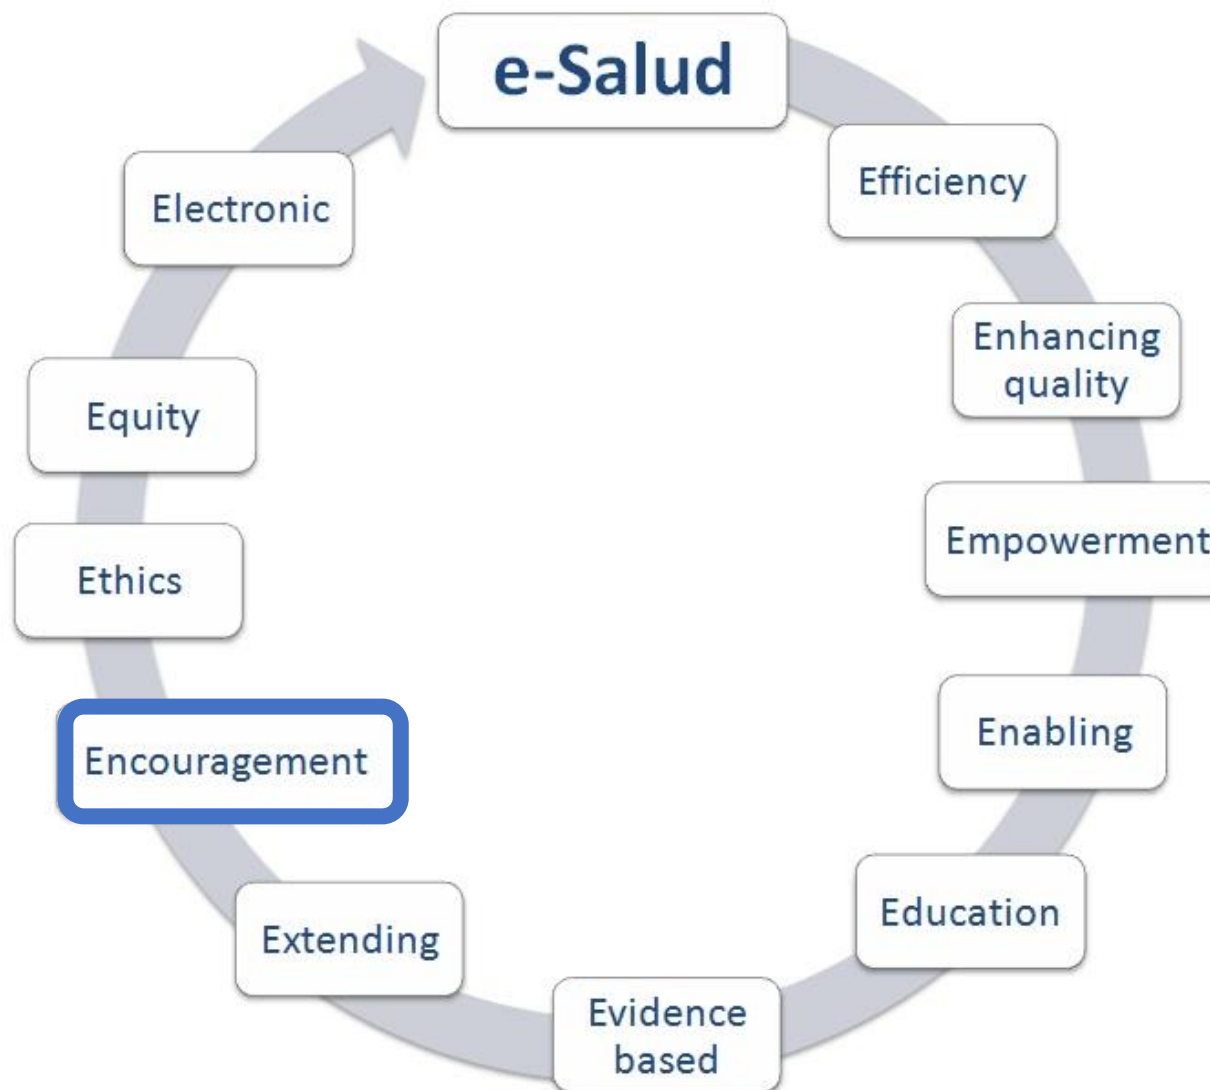 e-Salud
Efficiency
Enhancing
quality
Empowerment
Enabling
Education
Evidence
based
Extending
Encouragement
Ethics
Equity
Electronic